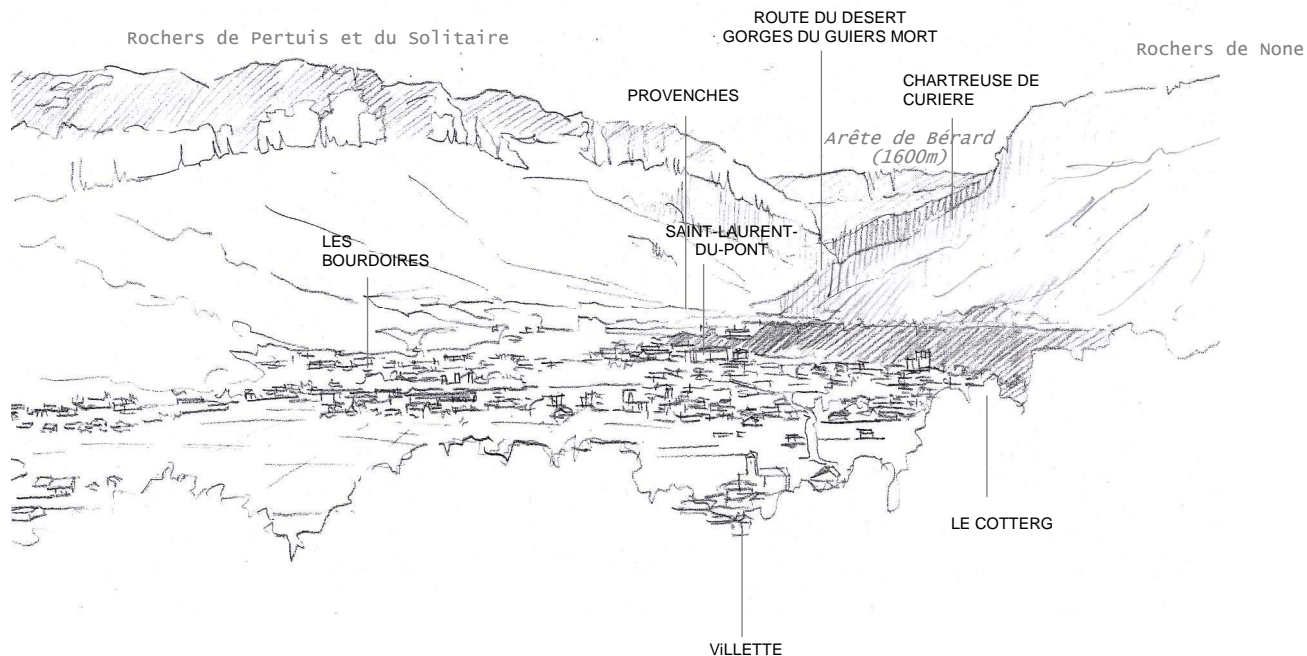 ROUTE DU DESERT
GORGES DU GUIERS MORT
Rochers de Pertuis et du Solitaire
Rochers de None
CHARTREUSE DE
CURIERE
PROVENCHES
Arête de Bérard
(1600m)
SAINT-LAURENT-
DU-PONT
LES
BOURDOIRES
LE COTTERG
ViLLETTE